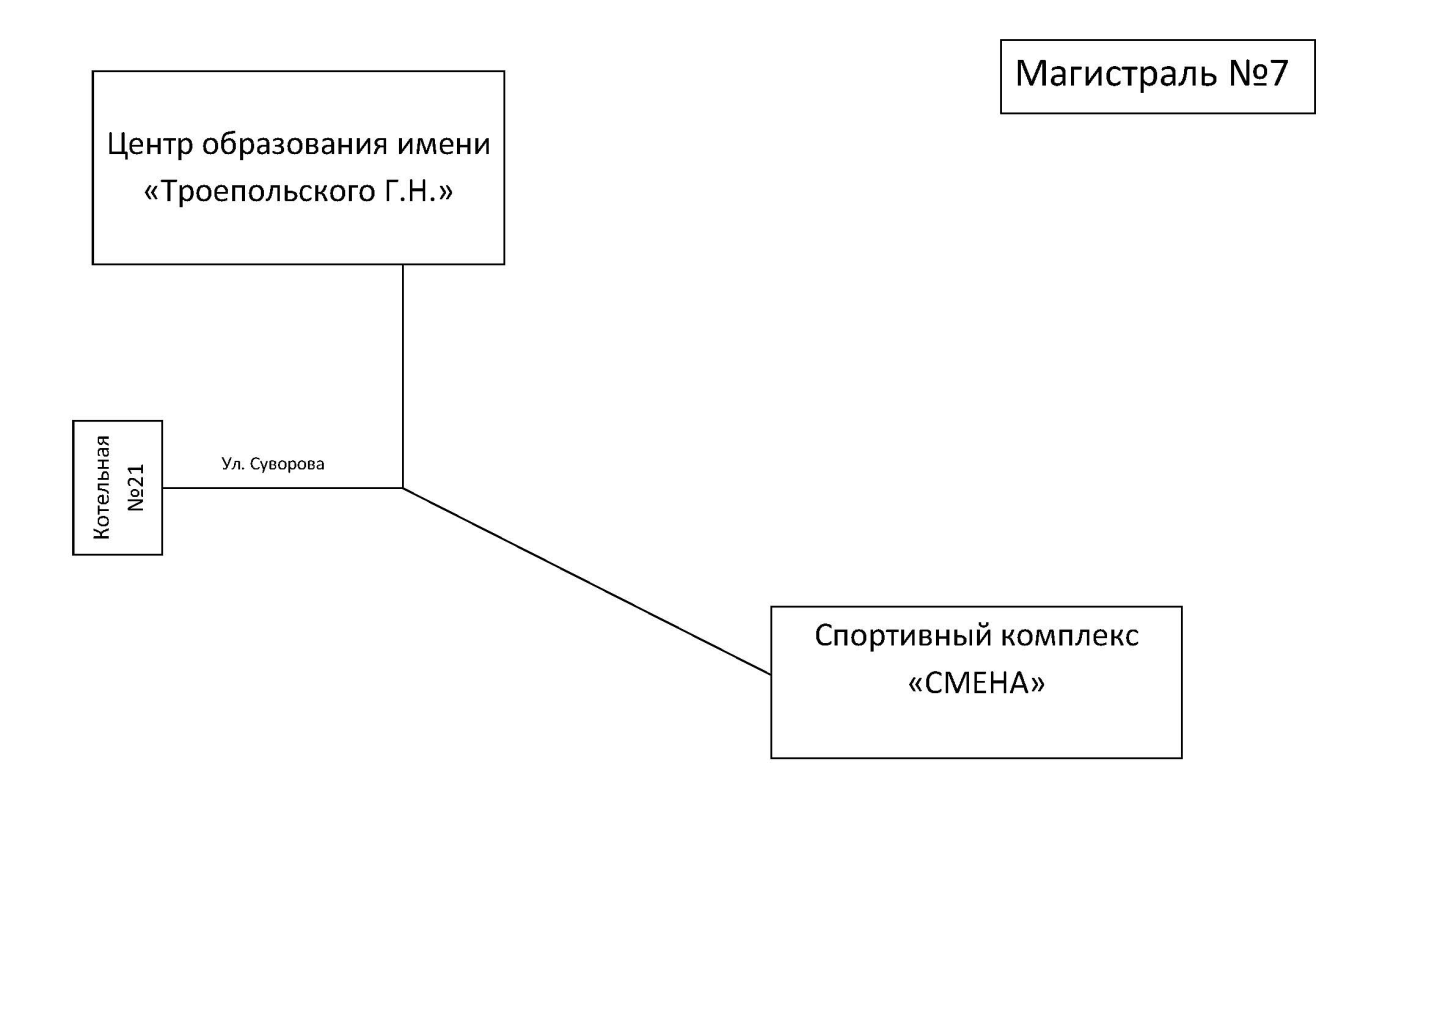 Магистраль №7
Центр образования имени
«Троепольского Г.Н.»
Котельная
№21
Ул. Суворова
Спортивный комплекс
«СМЕНА»